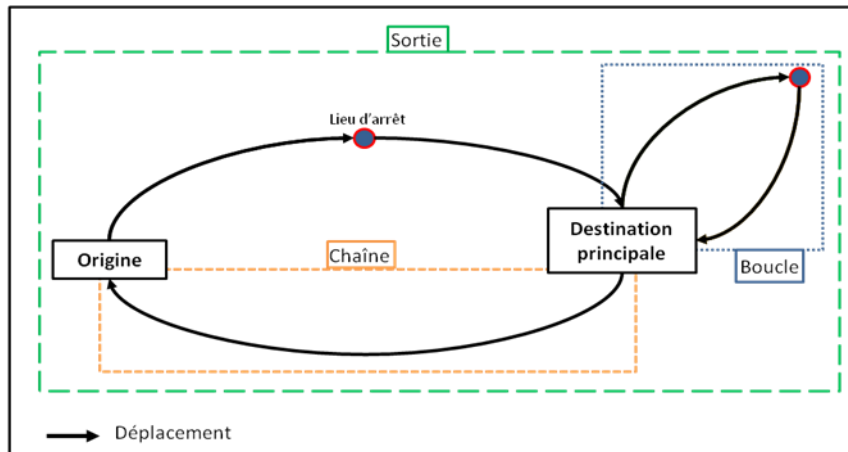 Sortie
Lieu d'arrêt
Origine
Destination
principale
Chaîne
Boucle
Déplacement